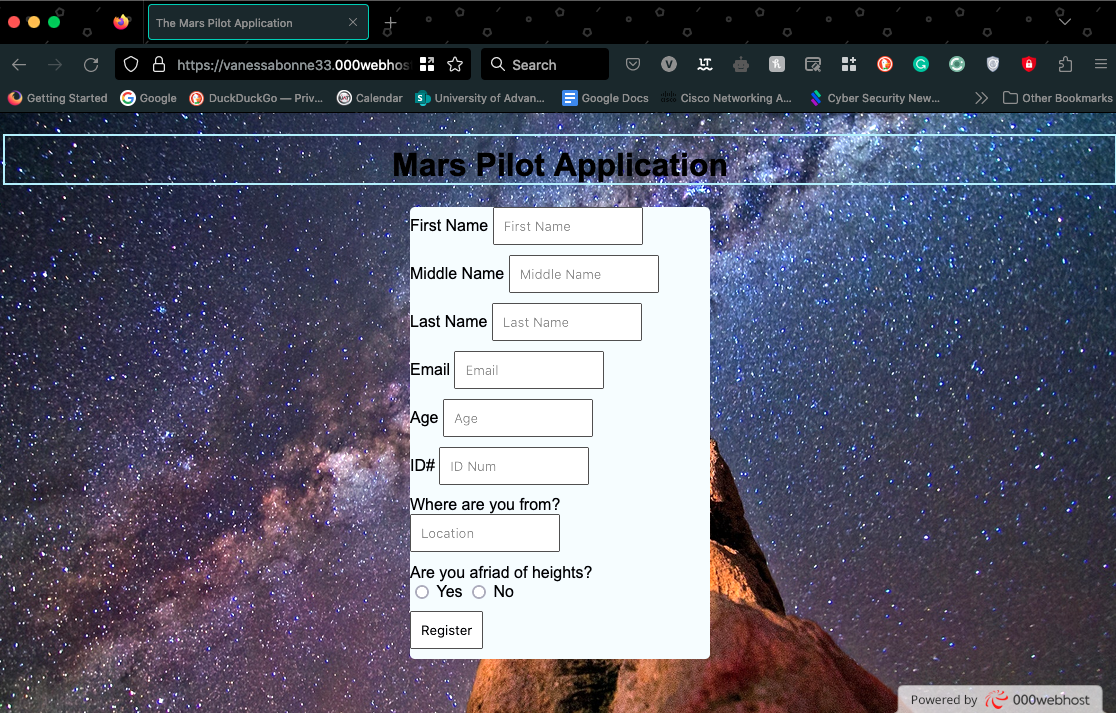 The Mars Pilot Application
https://vanessabonne33.000webhos
Search
Getting Started
Google
DuckDuckGo — Priv...
Calendar
University of Advan...
Google Docs
Cisco Networking A...
Cyber Security New...
Other Bookmarks
Mars Pilot Application
First Name First Name
Middle Name Middle Name
Last Name Last Name
Email Email
Age Age
ID# ID Num
Where are you from?
Location
Are you afriad of heights?
Yes No
Register
Powered by 000webhost